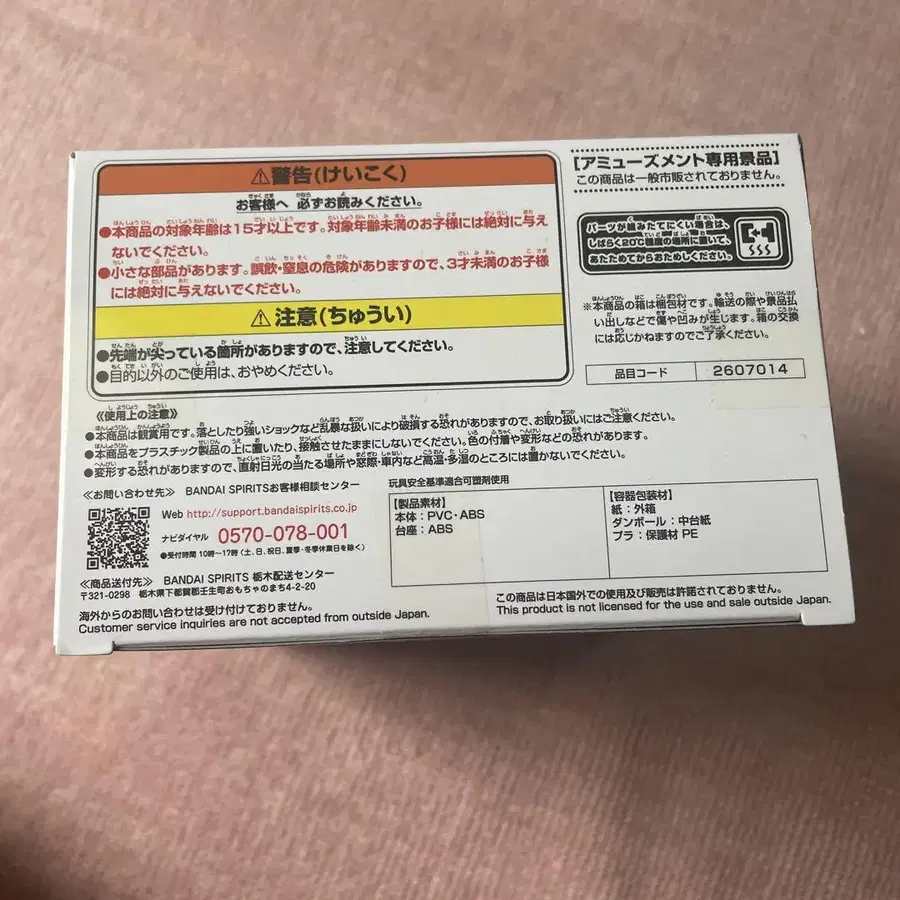 ⚠警告(けいこく)
お客様へ 必ずお読みください。
●本商品の対象年齢は15才以上です。対象年齢未満のお子様には絶対に与え
ないでください。
●小さな部品があります。誤飲・窒息の危険がありますので、3才未満のお子様
には絶対に与えないでください。
⚠注意(ちゅうい)
●先端が尖っている箇所がありますので、注意してください。
●目的以外のご使用は、おやめください。
[アミューズメント専用景品]
この商品は一般市販されておりません。
パーツが組みたてにくい場合は、
しばらく20℃程度の場所に置いて、
あたためてからおためしください。
※本商品の箱は梱包材です。輸送の際や景品払
い出しなどで傷や凹みが生じます。箱の交換
には応じかねますのでご了承ください。
品目コード 2607014
《使用上の注意》
●本商品は観賞用です。落としたり強いショックなど乱暴な扱いにより破損する恐れがありますので、お取り扱いにはご注意ください。
●本商品をプラスチック製品の上に置いたり、接触させたままにしないでください。色の付着や変形などの恐れがあります。
●変形する恐れがありますので、直射日光の当たる場所や窓際・車内など高温・多湿のところには置かないでください。
≪お問い合わせ先≫ BANDAI SPIRITSお客様相談センター
Web http://support.bandaispirits.co.jp
ナビダイヤル 0570-078-001
●受付時間 10時〜17時(土、日、祝日、夏季・冬季休業日を除く)
≪商品送付先≫ BANDAI SPIRITS 栃木配送センター
〒321-0298 栃木県下都賀郡壬生町おもちゃのまち4-2-20
海外からのお問い合わせは受け付けておりません。
Customer service inquiries are not accepted from outside Japan.
玩具安全基準適合可塑剤使用
【製品素材】
本体：PVC・ABS
台座：ABS
【容器包装材】
紙：外箱
ダンボール：中台紙
プラ：保護材 PE
この商品は日本国外での使用及び販売は許諾されておりません。
This product is not licensed for the use and sale outside Japan.